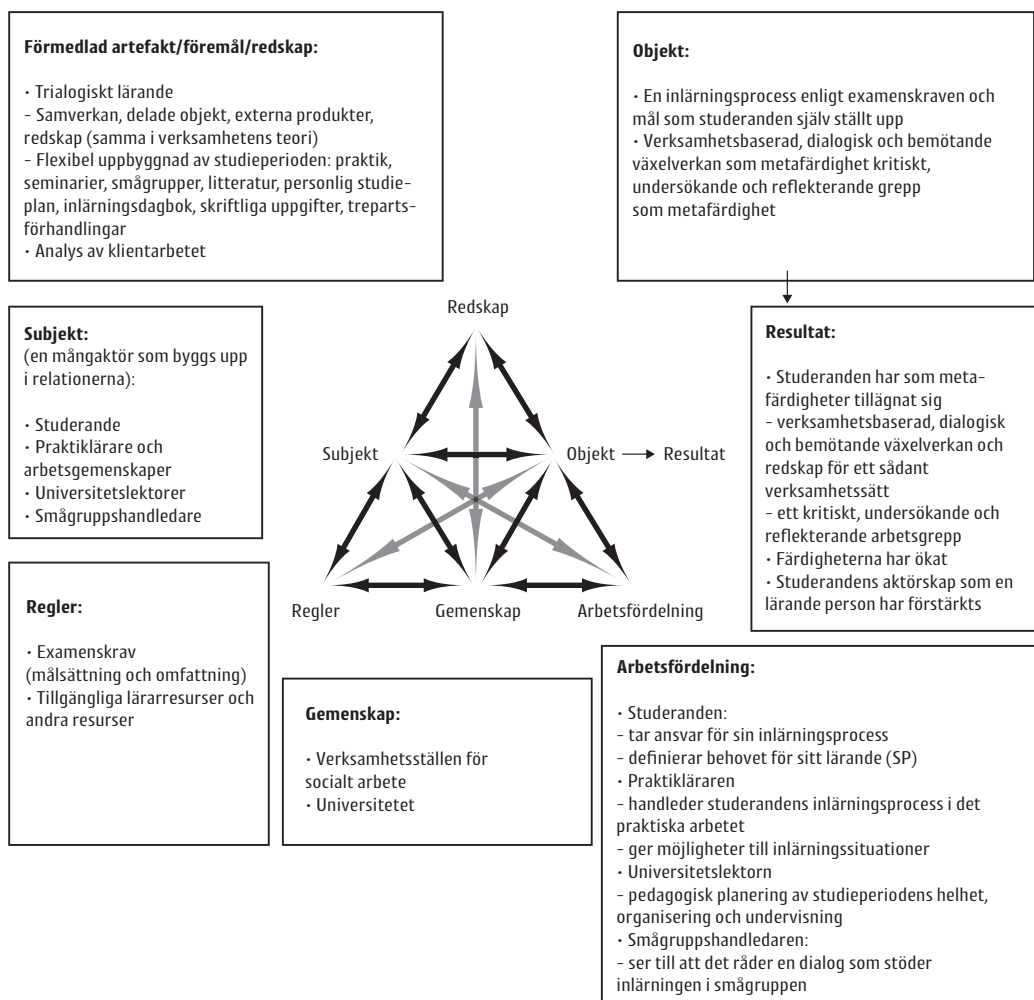 Förmedlad artefakt/föremål/redskap:
· Trialogiskt lärande
- Samverkan, delade objekt, externa produkter,
redskap (samma i verksamhetens teori)
- Flexibel uppbyggnad av studieperioden: praktik,
seminarier, smågrupper, litteratur, personlig studie-
plan, inlärningsdagbok, skriftliga uppgifter, treparts-
förhandlingar
· Analys av klientarbetet
Objekt:
· En inlärningsprocess enligt examenskraven och
mål som studeranden själv ställt upp
· Verksamhetsbaserad, dialogisk och bemötande
växelverkan som metafärdighet kritiskt,
undersökande och reflekterande grepp
som metafärdighet
Subjekt:
(en mångaktör som byggs upp
i relationerna):
· Studerande
· Praktiklärare och
arbetsgemenskaper
· Universitetslektorer
· Smågruppshandledare
Redskap
Subjekt
Objekt
Resultat
Regler
Gemenskap
Arbetsfördelning
Resultat:
· Studeranden har som meta-
färdigheter tillägnat sig
- verksamhetsbaserad, dialogisk
och bemötande växelverkan och
redskap för ett sådant
verksamhetssätt
- ett kritiskt, undersökande och
reflekterande arbetsgrepp
· Färdigheterna har ökat
· Studerandens aktörskap som en
lärande person har förstärkts
Regler:
· Examenskrav
(målsättning och omfattning)
· Tillgängliga lärarresurser och
andra resurser
Gemenskap:
· Verksamhetsställen för
socialt arbete
· Universitetet
Arbetsfördelning:
· Studeranden:
- tar ansvar för sin inlärningsprocess
- definierar behovet för sitt lärande (SP)
· Praktikläraren
- handleder studerandens inlärningsprocess i det
praktiska arbetet
- ger möjligheter till inlärningssituationer
· Universitetslektorn
- pedagogisk planering av studieperiodens helhet,
organisering och undervisning
· Smågruppshandledaren:
- ser till att det råder en dialog som stöder
inlärningen i smågruppen